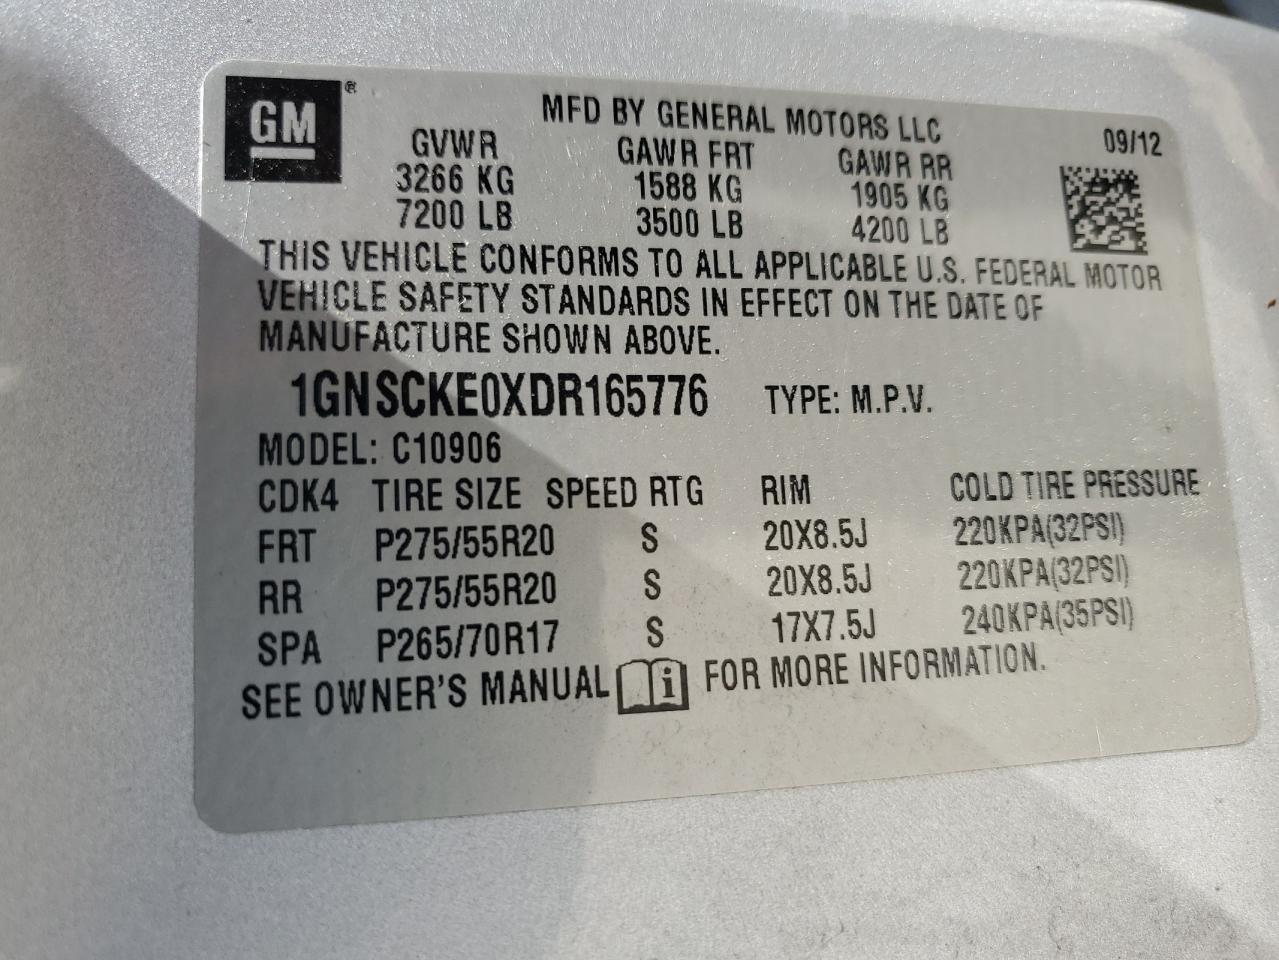 GM ®
MFD BY GENERAL MOTORS LLC 09/12
GVWR GAWR FRT GAWR RR
3266 KG 1588 KG 1905 KG
7200 LB 3500 LB 4200 LB
THIS VEHICLE CONFORMS TO ALL APPLICABLE U.S. FEDERAL MOTOR
VEHICLE SAFETY STANDARDS IN EFFECT ON THE DATE OF
MANUFACTURE SHOWN ABOVE.
1GNSCKE0XDR165776 TYPE: M.P.V.
MODEL: C10906
CDK4 TIRE SIZE SPEED RTG RIM COLD TIRE PRESSURE
FRT P275/55R20 S 20X8.5J 220KPA(32PSI)
RR P275/55R20 S 20X8.5J 220KPA(32PSI)
SPA P265/70R17 S 17X7.5J 240KPA(35PSI)
SEE OWNER'S MANUAL i FOR MORE INFORMATION.